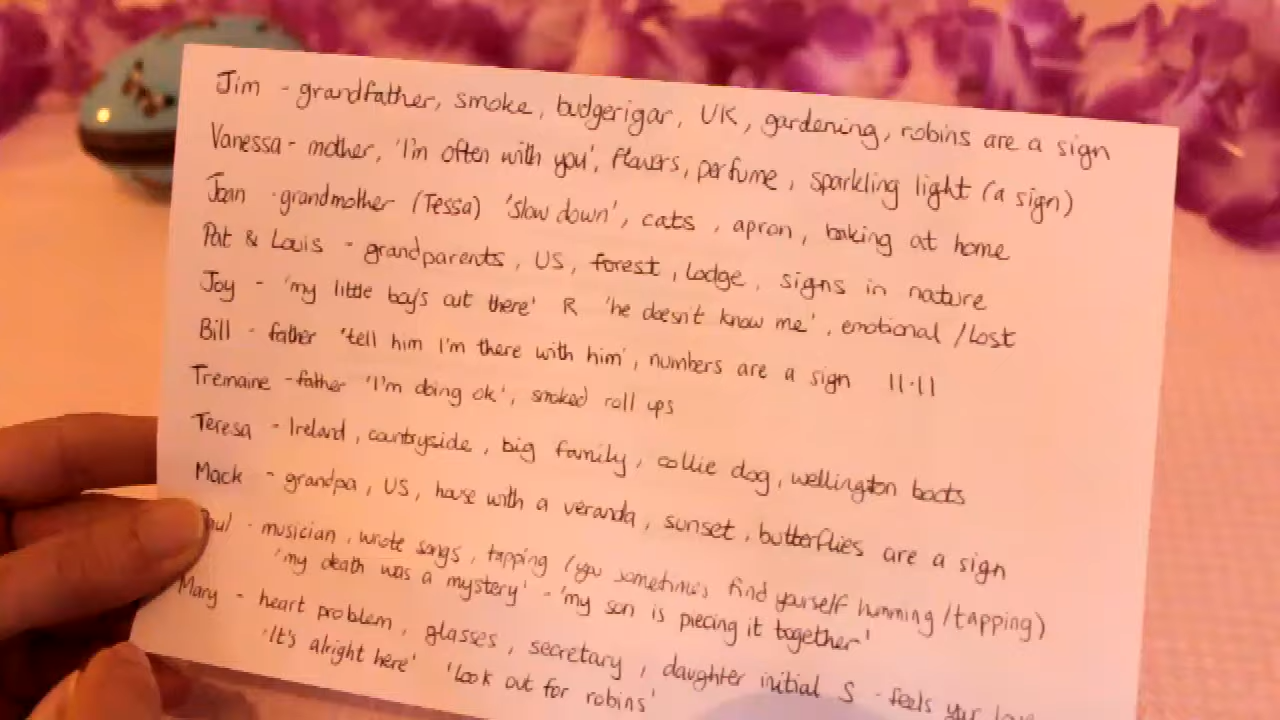 Jim - grandfather, smoke, budgerigar, UK, gardening, robins are a sign
Vanessa - mother, 'I'm often with you', flowers, perfume, sparkling light (a sign)
Joan - grandmother (Tessa) 'slow down', cats, apron, baking at home
Pat & Louis - grandparents, US, forest, lodge, signs in nature
Joy - 'my little boy's out there' R 'he doesn't know me', emotional / lost
Bill - father 'tell him I'm there with him', numbers are a sign 11.11
Tremaine - father 'I'm doing ok', smoked roll ups
Teresa - Ireland, countryside, big family, collie dog, wellington boots
Mack - grandpa, US, house with a veranda, sunset, butterflies are a sign
Paul - musician, wrote songs, tapping (you sometimes find yourself humming/tapping)
'my death was a mystery' - 'my son is piecing it together'
Mary - heart problem, glasses, secretary, daughter initial S - feels your
'It's alright here' 'Look out for robins'